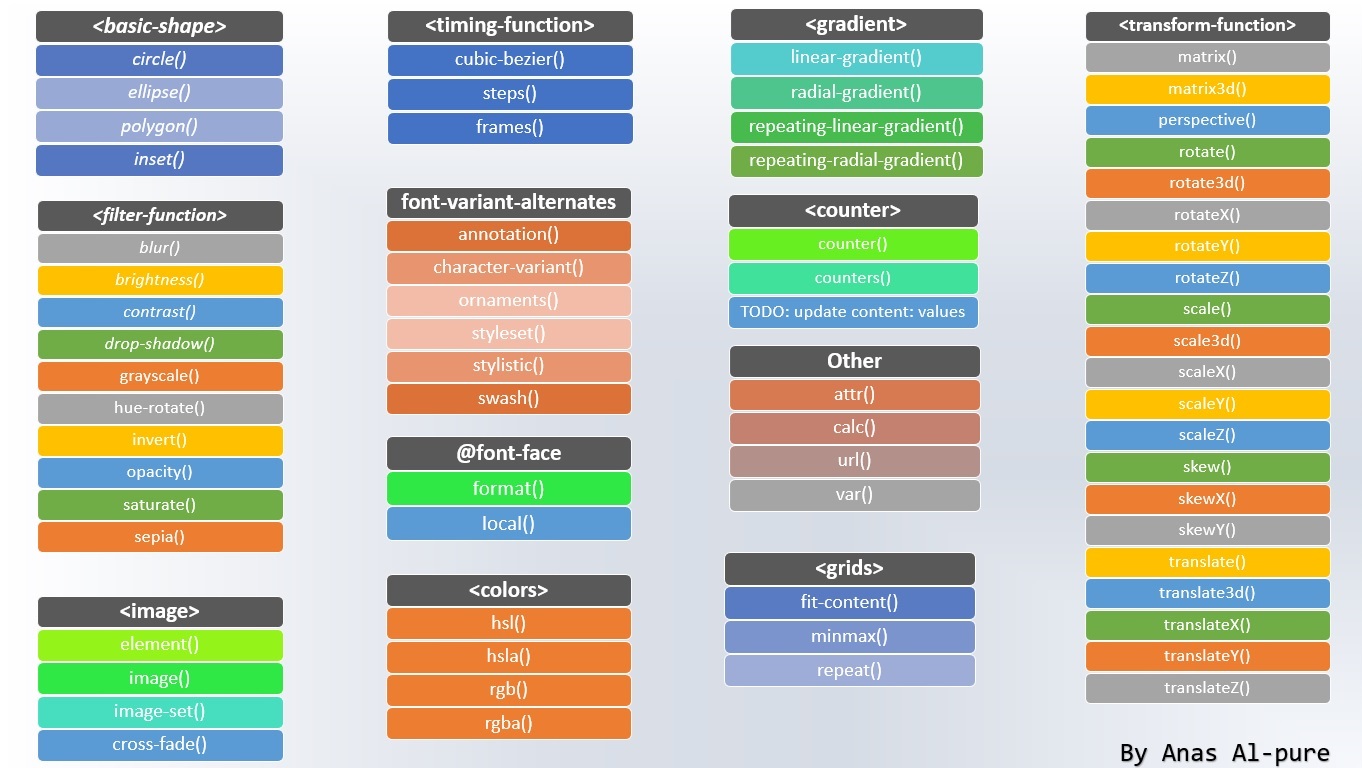 <basic-shape>
circle()
ellipse()
polygon()
inset()
<filter-function>
blur()
brightness()
contrast()
drop-shadow()
grayscale()
hue-rotate()
invert()
opacity()
saturate()
sepia()
<image>
element()
image()
image-set()
cross-fade()
<timing-function>
cubic-bezier()
steps()
frames()
font-variant-alternates
annotation()
character-variant()
ornaments()
styleset()
stylistic()
swash()
@font-face
format()
local()
<colors>
hsl()
hsla()
rgb()
rgba()
<gradient>
linear-gradient()
radial-gradient()
repeating-linear-gradient()
repeating-radial-gradient()
<counter>
counter()
counters()
TODO: update content: values
Other
attr()
calc()
url()
var()
<grids>
fit-content()
minmax()
repeat()
<transform-function>
matrix()
matrix3d()
perspective()
rotate()
rotate3d()
rotateX()
rotateY()
rotateZ()
scale()
scale3d()
scaleX()
scaleY()
scaleZ()
skew()
skewX()
skewY()
translate()
translate3d()
translateX()
translateY()
translateZ()
By Anas Al-pure